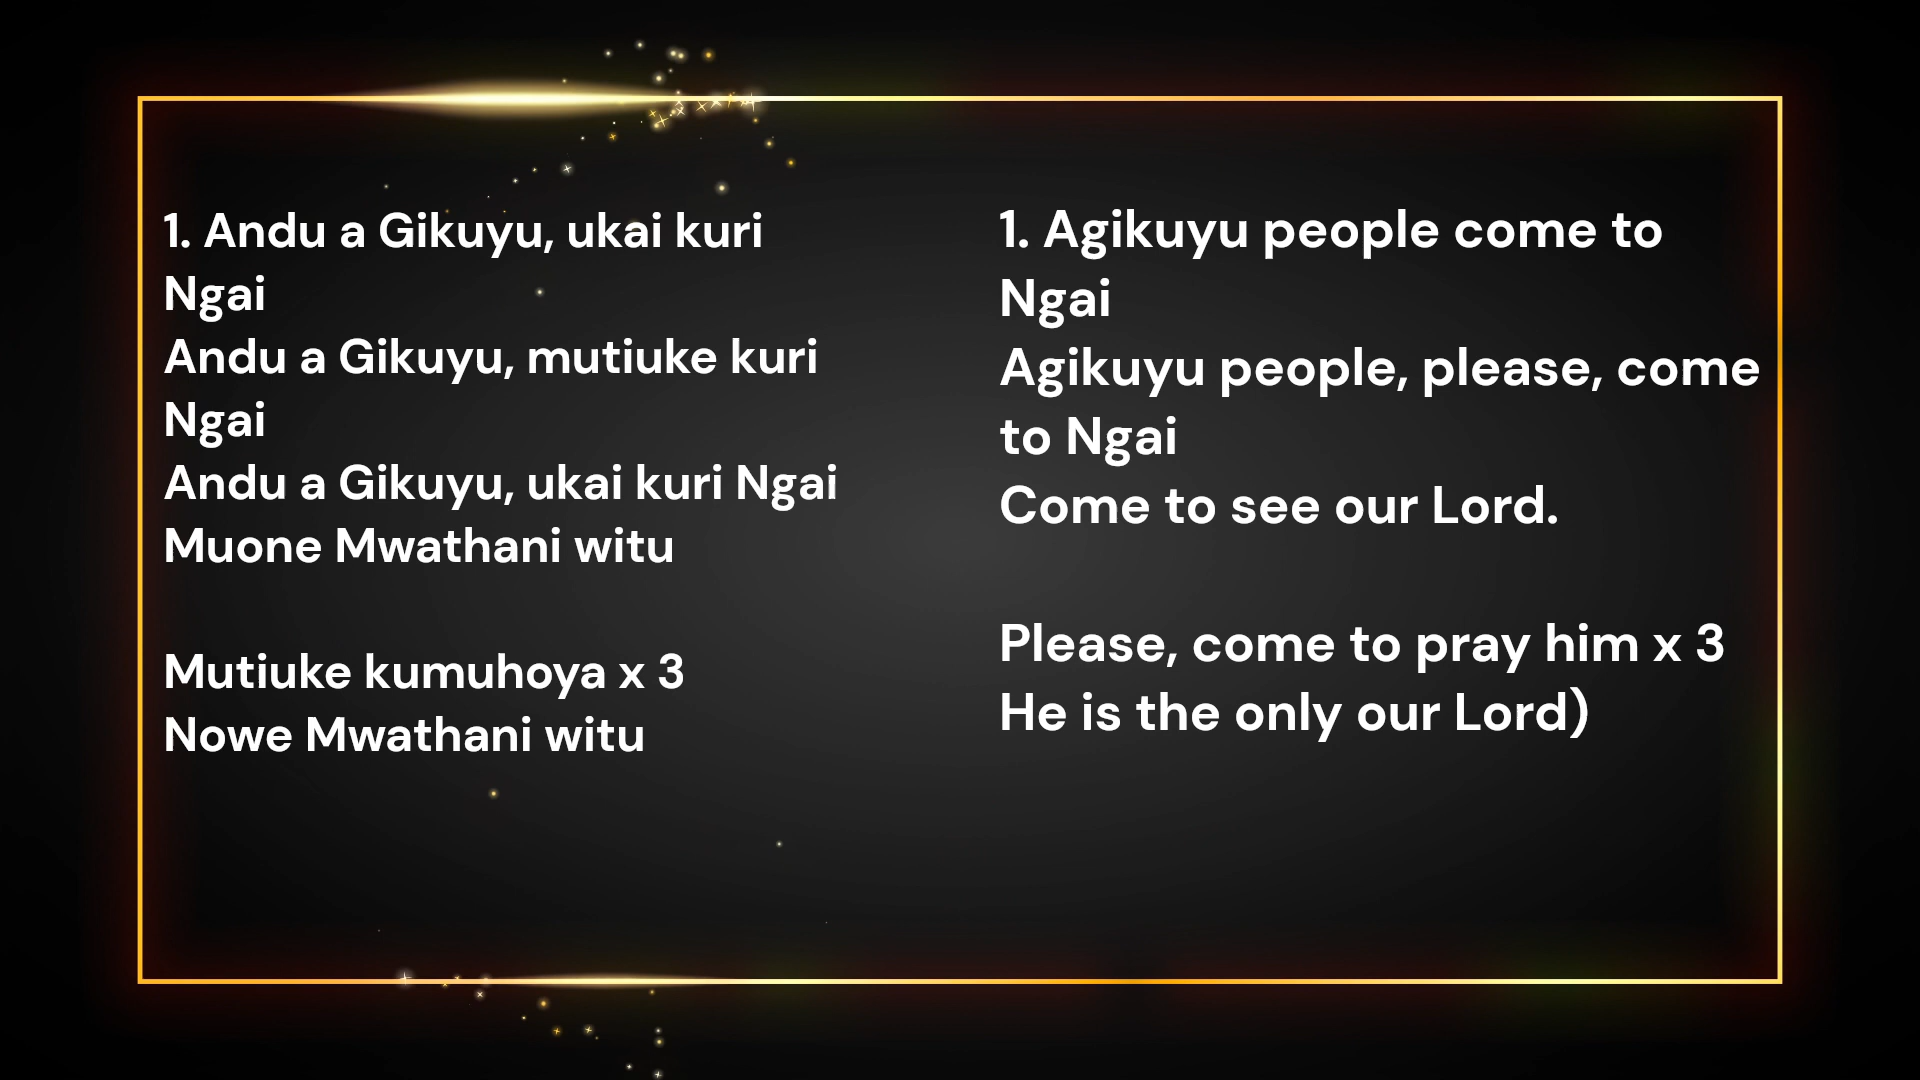 1. Andu a Gikuyu, ukai kuri
Ngai
Andu a Gikuyu, mutiuke kuri
Ngai
Andu a Gikuyu, ukai kuri Ngai
Muone Mwathani witu
Mutiuke kumuhoya x 3
Nowe Mwathani witu
1. Agikuyu people come to
Ngai
Agikuyu people, please, come
to Ngai
Come to see our Lord.
Please, come to pray him x 3
He is the only our Lord)